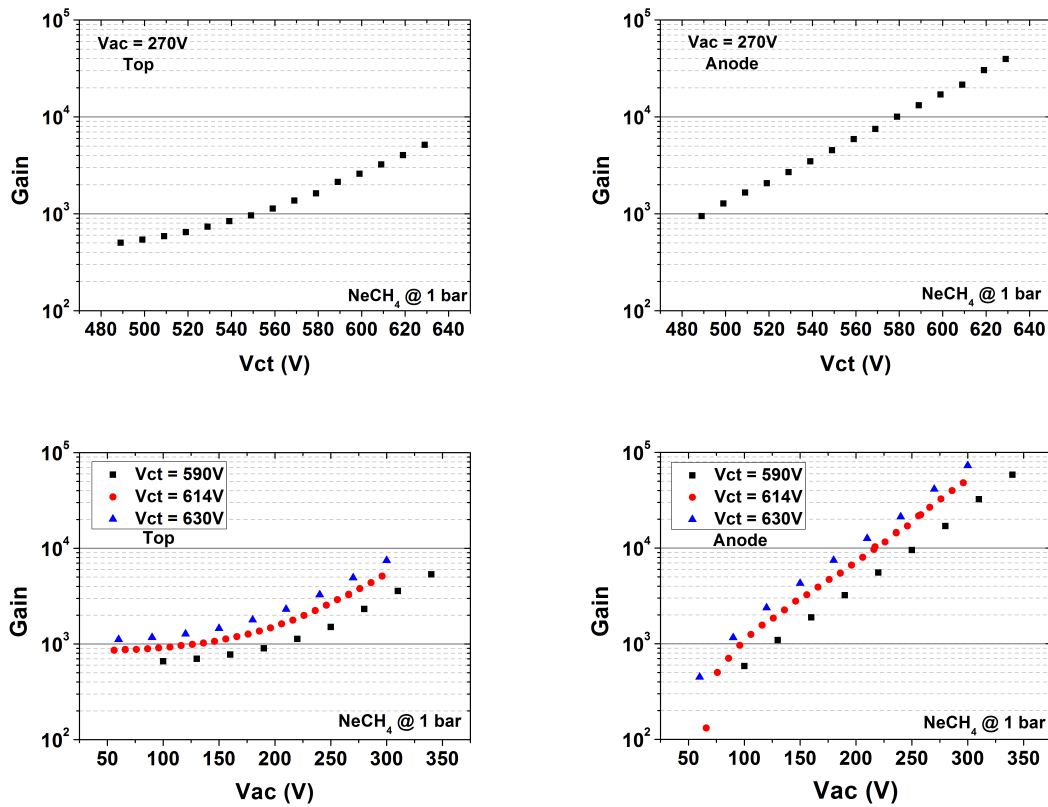 Vac = 270V
Top
Gain
10^5
10^4
10^3
10^2
NeCH_4 @ 1 bar
480 500 520 540 560 580 600 620 640
Vct (V)
Vac = 270V
Anode
Gain
10^5
10^4
10^3
10^2
NeCH_4 @ 1 bar
480 500 520 540 560 580 600 620 640
Vct (V)
Vct = 590V
Vct = 614V
Vct = 630V
Top
Gain
10^5
10^4
10^3
10^2
NeCH_4 @ 1 bar
50 100 150 200 250 300 350
Vac (V)
Vct = 590V
Vct = 614V
Vct = 630V
Anode
Gain
10^5
10^4
10^3
10^2
NeCH_4 @ 1 bar
50 100 150 200 250 300 350
Vac (V)